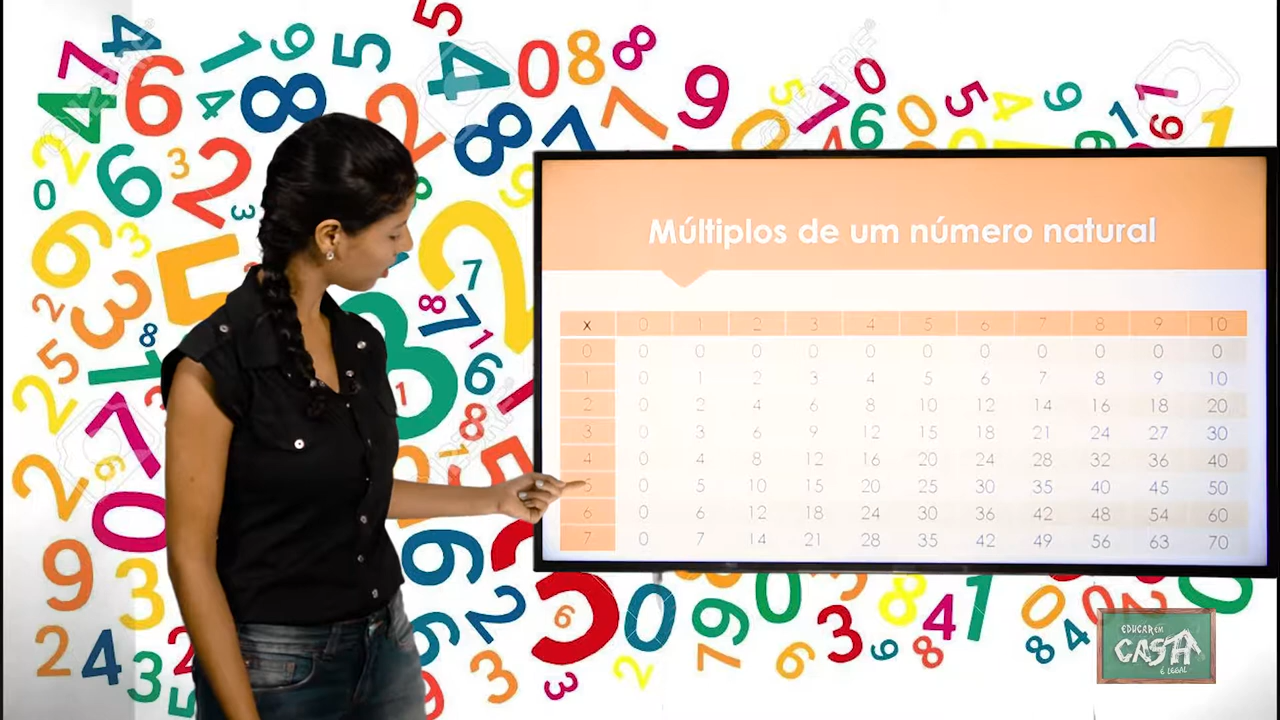 Múltiplos de um número natural
x 0 1 2 3 4 5 6 7 8 9 10
0 0 0 0 0 0 0 0 0 0 0 0
1 0 1 2 3 4 5 6 7 8 9 10
2 0 2 4 6 8 10 12 14 16 18 20
3 0 3 6 9 12 15 18 21 24 27 30
4 0 4 8 12 16 20 24 28 32 36 40
5 0 5 10 15 20 25 30 35 40 45 50
6 0 6 12 18 24 30 36 42 48 54 60
7 0 7 14 21 28 35 42 49 56 63 70
EDUCAR EM
CASA
É LEGAL